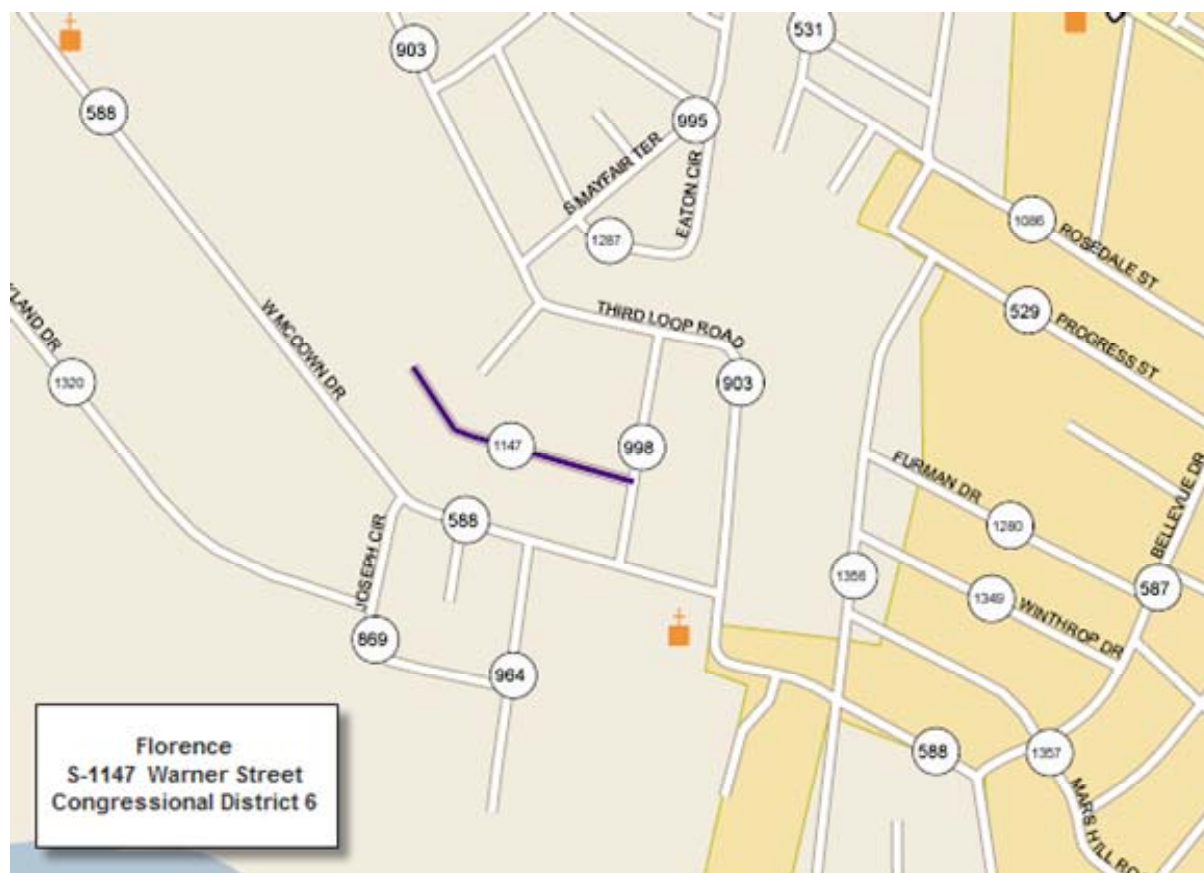 531
903
588
995
S MAYFAIR TER
EATON CIR
1287
1086
ROSEDALE ST
THIRD LOOP ROAD
529
PROGRESS ST
W MCCOWN DR
KLAND DR
1320
903
1147
998
FURMAN DR
BELLEVUE DR
588
1280
JOSEPH CIR
1356
1349
587
WINTHROP DR
869
964
588
1357
MARS HILL RO
Florence
S-1147 Warner Street
Congressional District 6